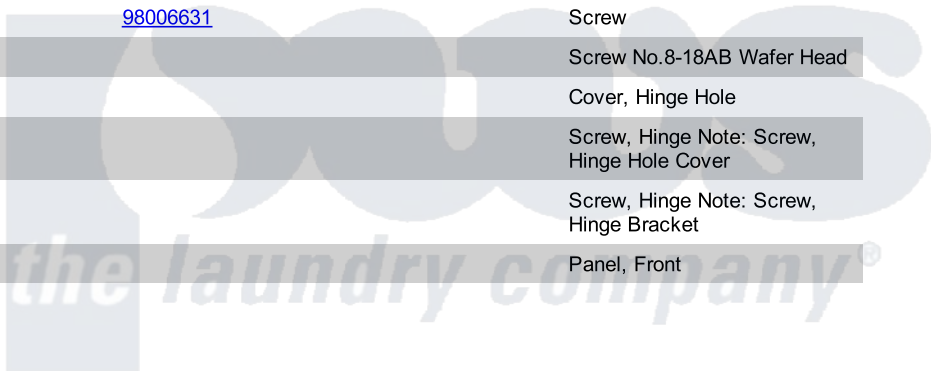 98006631 Screw
Screw No.8-18AB Wafer Head
Cover, Hinge Hole
Screw, Hinge Note: Screw,
Hinge Hole Cover
Screw, Hinge Note: Screw,
Hinge Bracket
Panel, Front
pws
the laundry company®